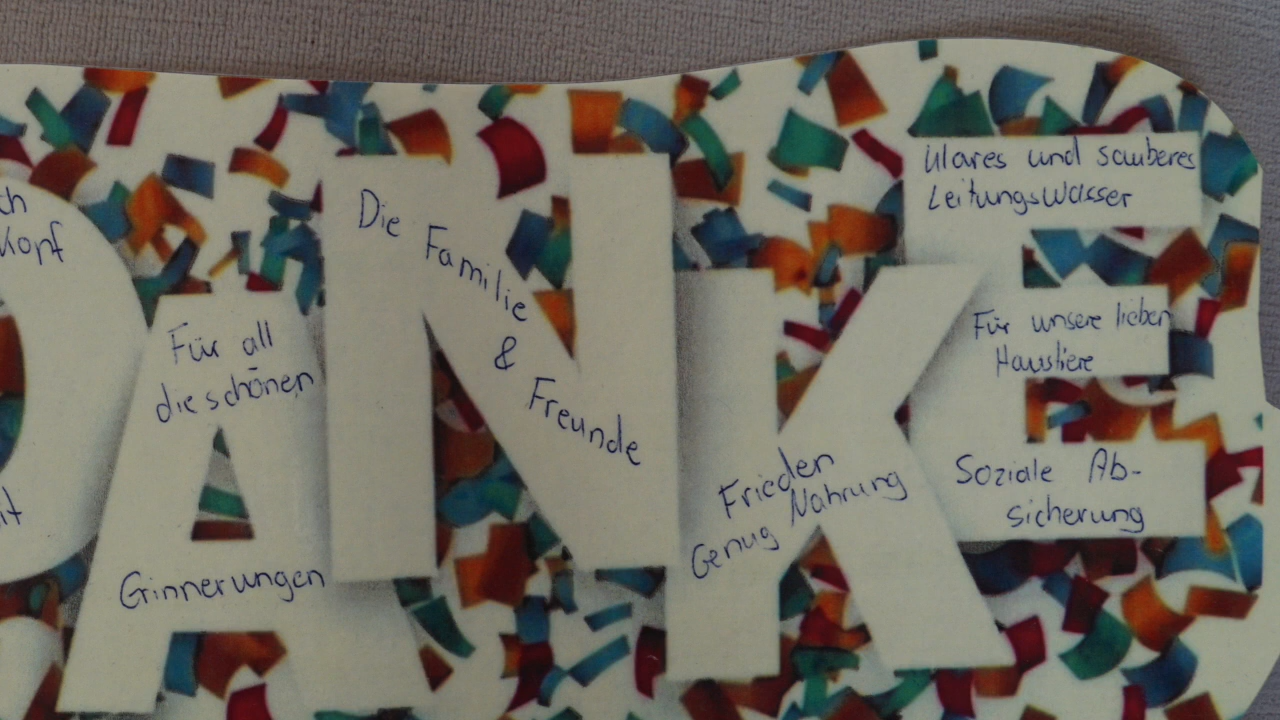 DANKE
Kopf
Für all
die schönen
Erinnerungen
Die
Familie
&
Freunde
Frieden
Genug Nahrung
Klares und sauberes
Leitungswasser
Für unsere lieben
Haustiere
Soziale Ab-
sicherung